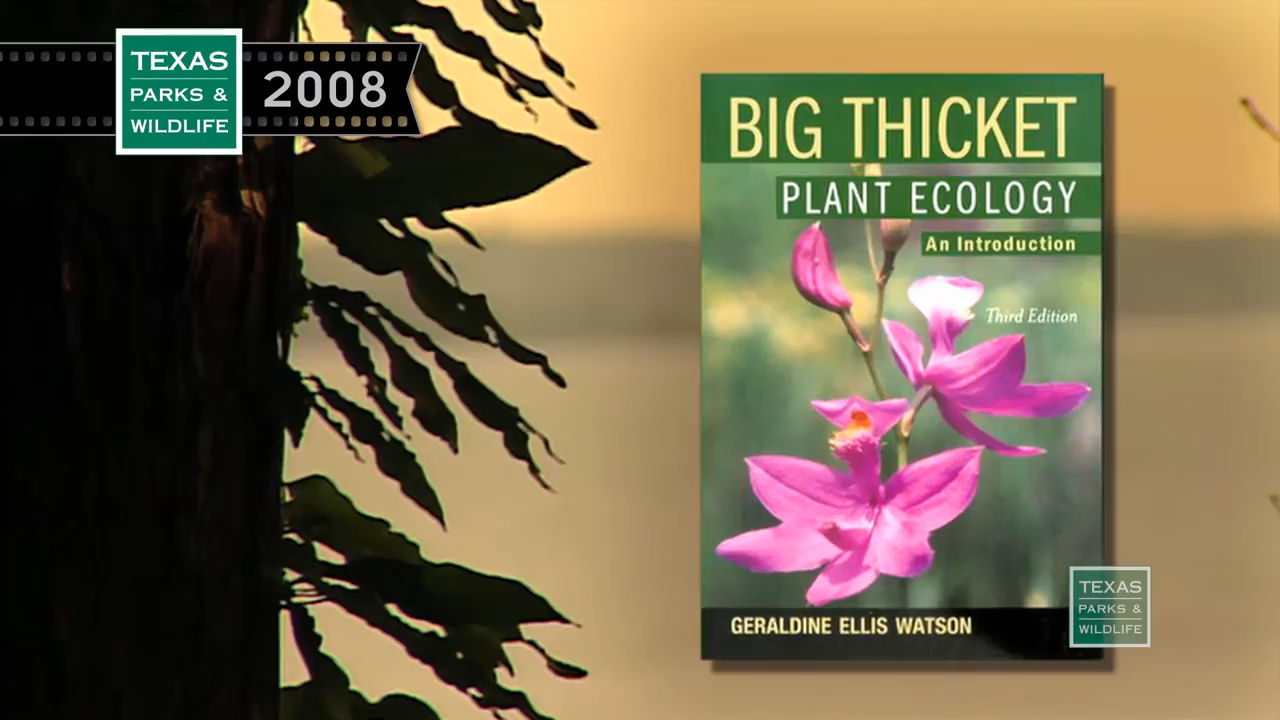 TEXAS
PARKS &
WILDLIFE
2008
BIG THICKET
PLANT ECOLOGY
An Introduction
Third Edition
GERALDINE ELLIS WATSON
TEXAS
PARKS &
WILDLIFE